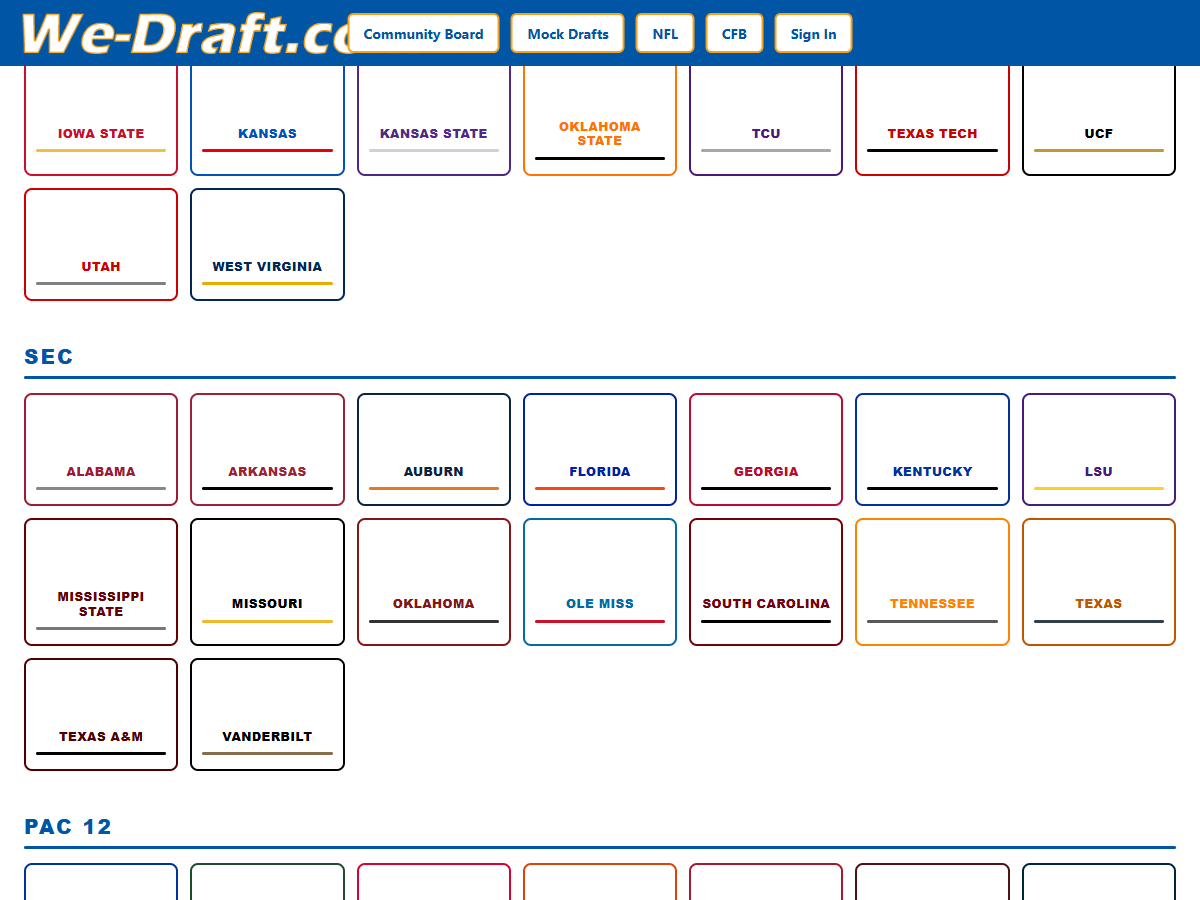 We-Draft.co
Community Board
Mock Drafts
NFL
CFB
Sign In
IOWA STATE
KANSAS
KANSAS STATE
OKLAHOMA
STATE
TCU
TEXAS TECH
UCF
UTAH
WEST VIRGINIA
SEC
ALABAMA
ARKANSAS
AUBURN
FLORIDA
GEORGIA
KENTUCKY
LSU
MISSISSIPPI
STATE
MISSOURI
OKLAHOMA
OLE MISS
SOUTH CAROLINA
TENNESSEE
TEXAS
TEXAS A&M
VANDERBILT
PAC 12